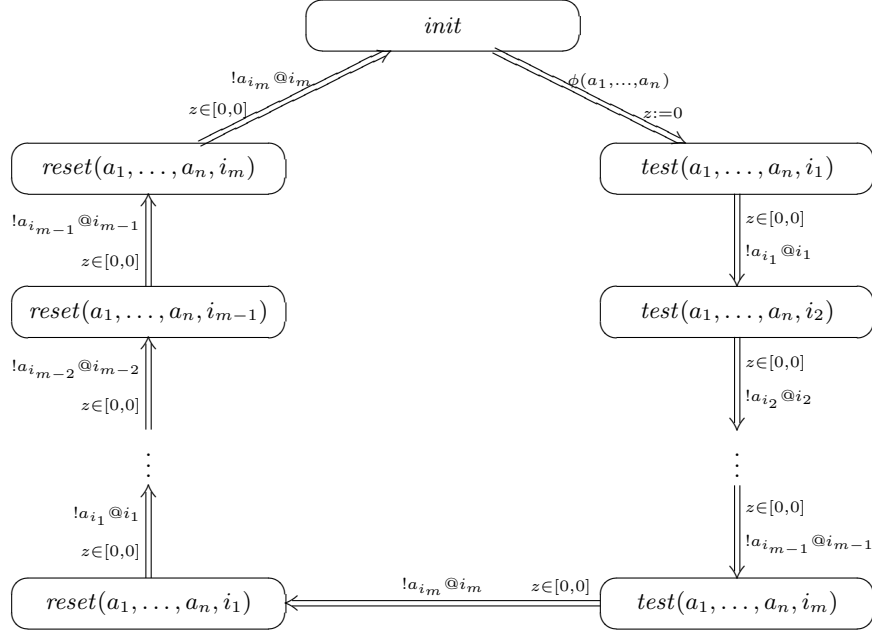 init
!a_{i_m}@i_m
z∈[0,0]
ϕ(a_1,...,a_n)
z:=0
reset(a_1, . . . , a_n, i_m)
test(a_1, . . . , a_n, i_1)
!a_{i_{m−1}}@i_{m−1}
z∈[0,0]
z∈[0,0]
!a_{i_1}@i_1
reset(a_1, . . . , a_n, i_{m−1})
test(a_1, . . . , a_n, i_2)
!a_{i_{m−2}}@i_{m−2}
z∈[0,0]
z∈[0,0]
!a_{i_2}@i_2
⋮
⋮
!a_{i_1}@i_1
z∈[0,0]
z∈[0,0]
!a_{i_{m−1}}@i_{m−1}
reset(a_1, . . . , a_n, i_1)
!a_{i_m}@i_m
z∈[0,0]
test(a_1, . . . , a_n, i_m)